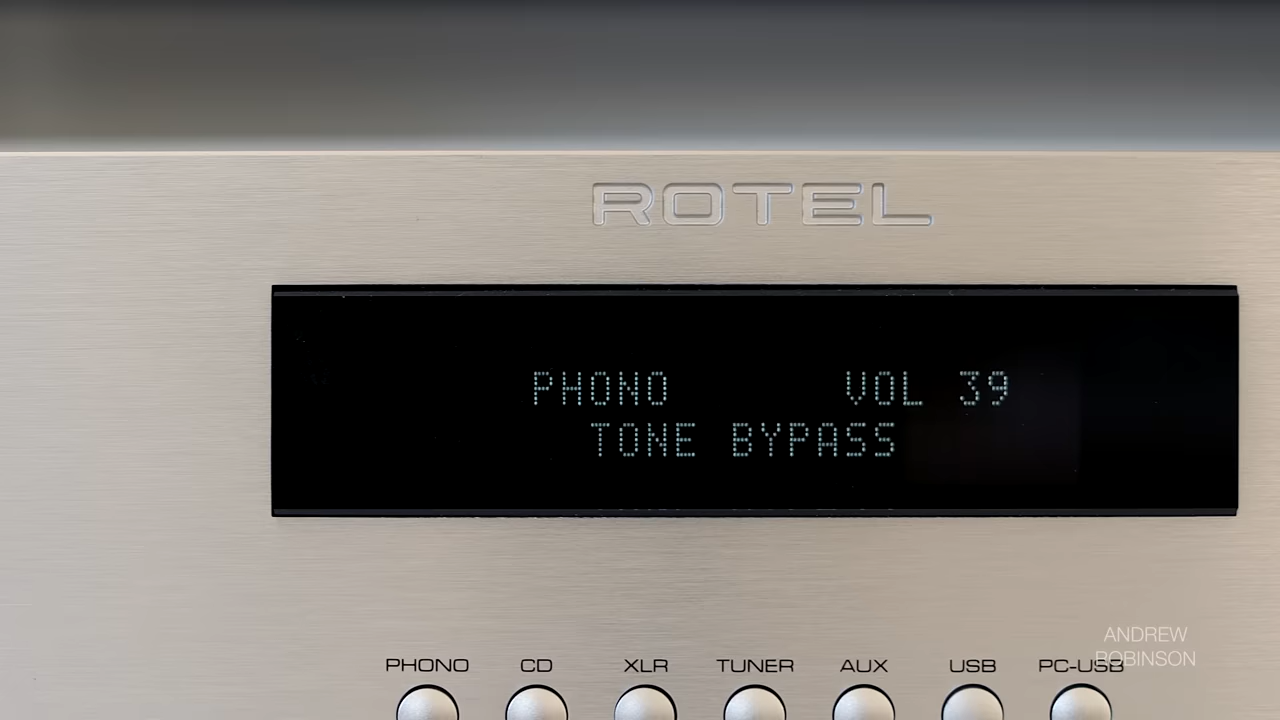 ROTEL
PHONO VOL 39
TONE BYPASS
ANDREW
ROBINSON
PHONO CD XLR TUNER AUX USB PC-USB